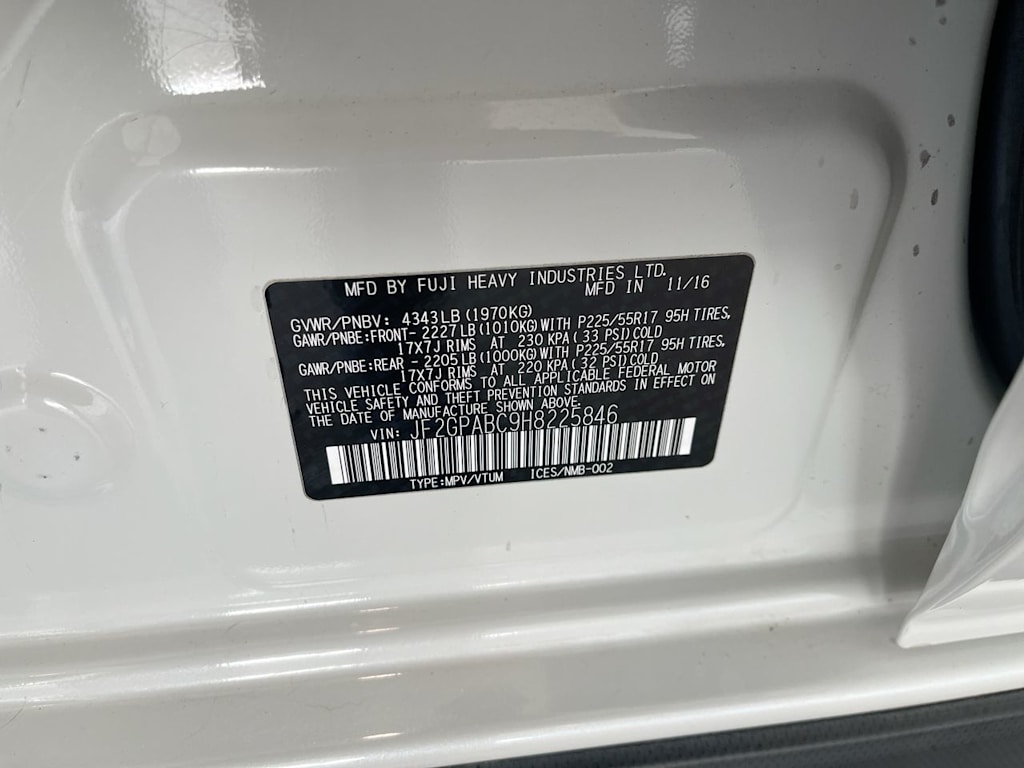 MFD BY FUJI HEAVY INDUSTRIES LTD.
MFD IN 11/16
GVWR/PNBV: 4343LB(1970KG)
GAWR/PNBE:FRONT- 2227LB(1010KG)WITH P225/55R17 95H TIRES,
17X7J RIMS AT 230 KPA(33 PSI)COLD
GAWR/PNBE:REAR - 2205LB(1000KG)WITH P225/55R17 95H TIRES,
17X7J RIMS AT 220 KPA(32 PSI)COLD
THIS VEHICLE CONFORMS TO ALL APPLICABLE FEDERAL MOTOR
VEHICLE SAFETY AND THEFT PREVENTION STANDARDS IN EFFECT ON
THE DATE OF MANUFACTURE SHOWN ABOVE.
VIN: JF2GPABC9H8225846
TYPE:MPV/VTUM ICES/NMB-002